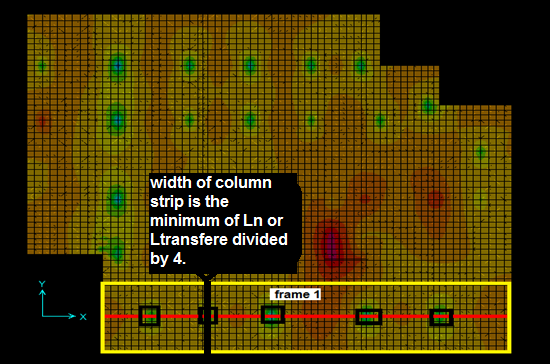 width of column
strip is the
minimum of Ln or
Ltransfere divided
by 4.
frame 1
Y
X